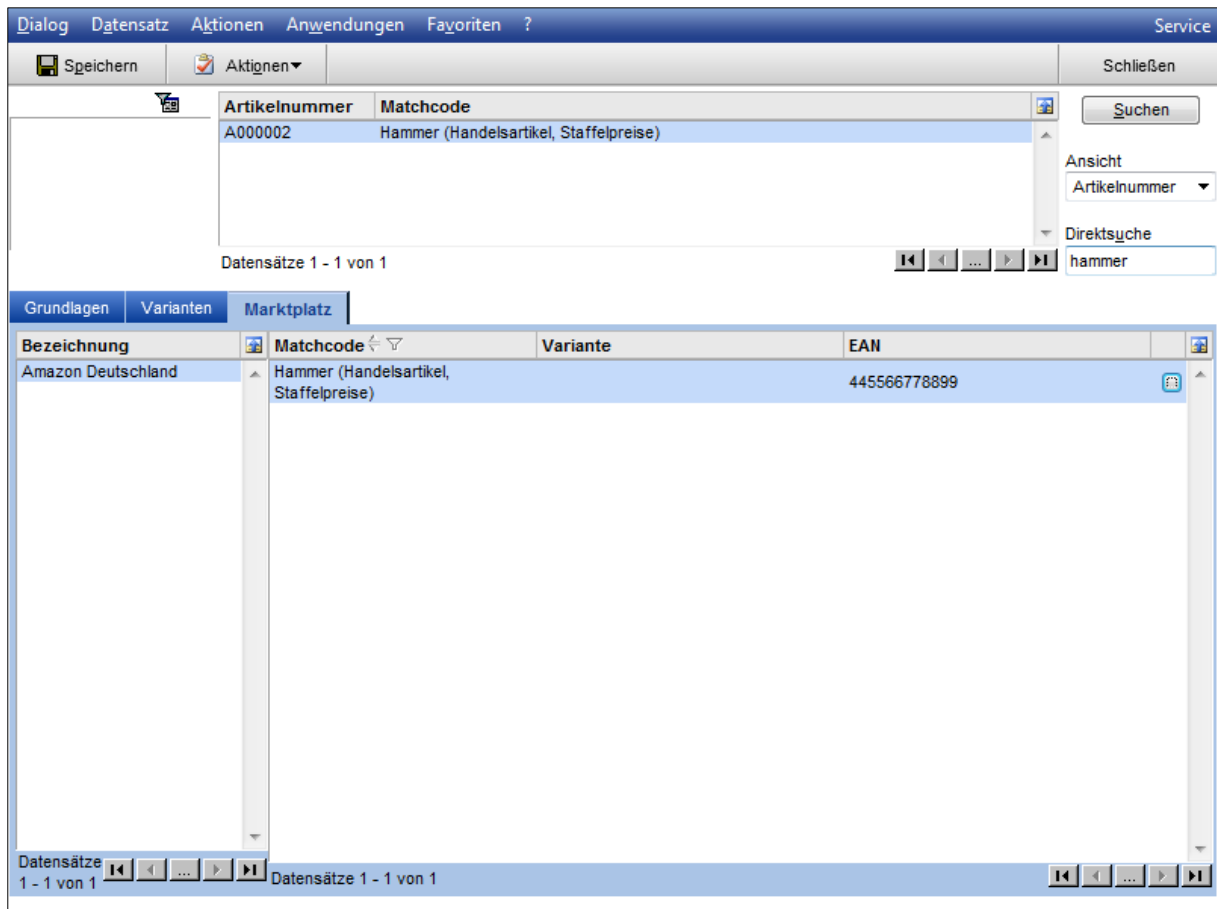 Dialog Datensatz Aktionen Anwendungen Favoriten ? Service
Speichern Aktionen Schließen
Artikelnummer Matchcode
A000002 Hammer (Handelsartikel, Staffelpreise)
Datensätze 1 - 1 von 1 ...
Suchen
Ansicht
Artikelnummer
Direktsuche
hammer
Grundlagen Varianten Marktplatz
Bezeichnung
Amazon Deutschland
Datensätze
1 - 1 von 1 ...
Matchcode Variante EAN
Hammer (Handelsartikel,
Staffelpreise) 445566778899
Datensätze 1 - 1 von 1 ...